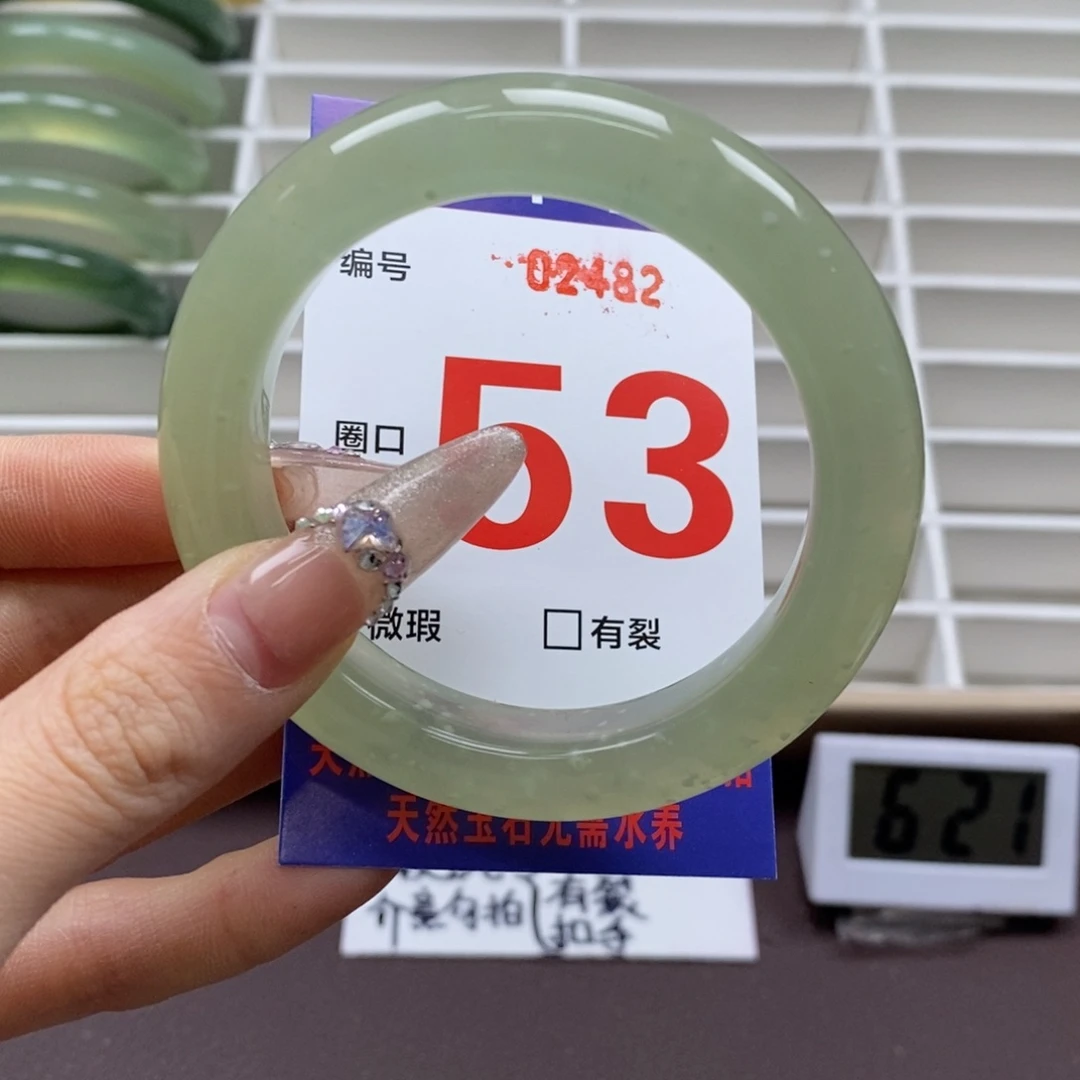 编号 02482
圈口 53
微瑕 □有裂
天然玉石无需水养
介意勿拍 有裂
扣手
621